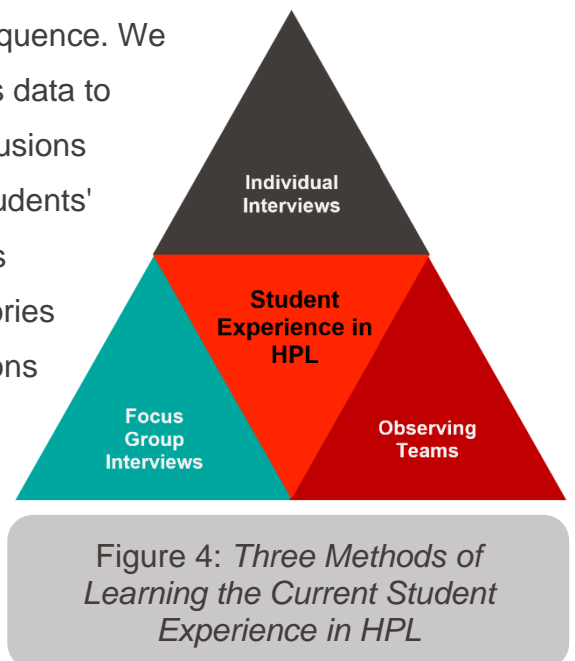 quence. We
s data to
usions
udents'
s
ries
ons
Individual
Interviews
Student
Experience in
HPL
Focus
Group
Interviews
Observing
Teams
Figure 4: Three Methods of
Learning the Current Student
Experience in HPL